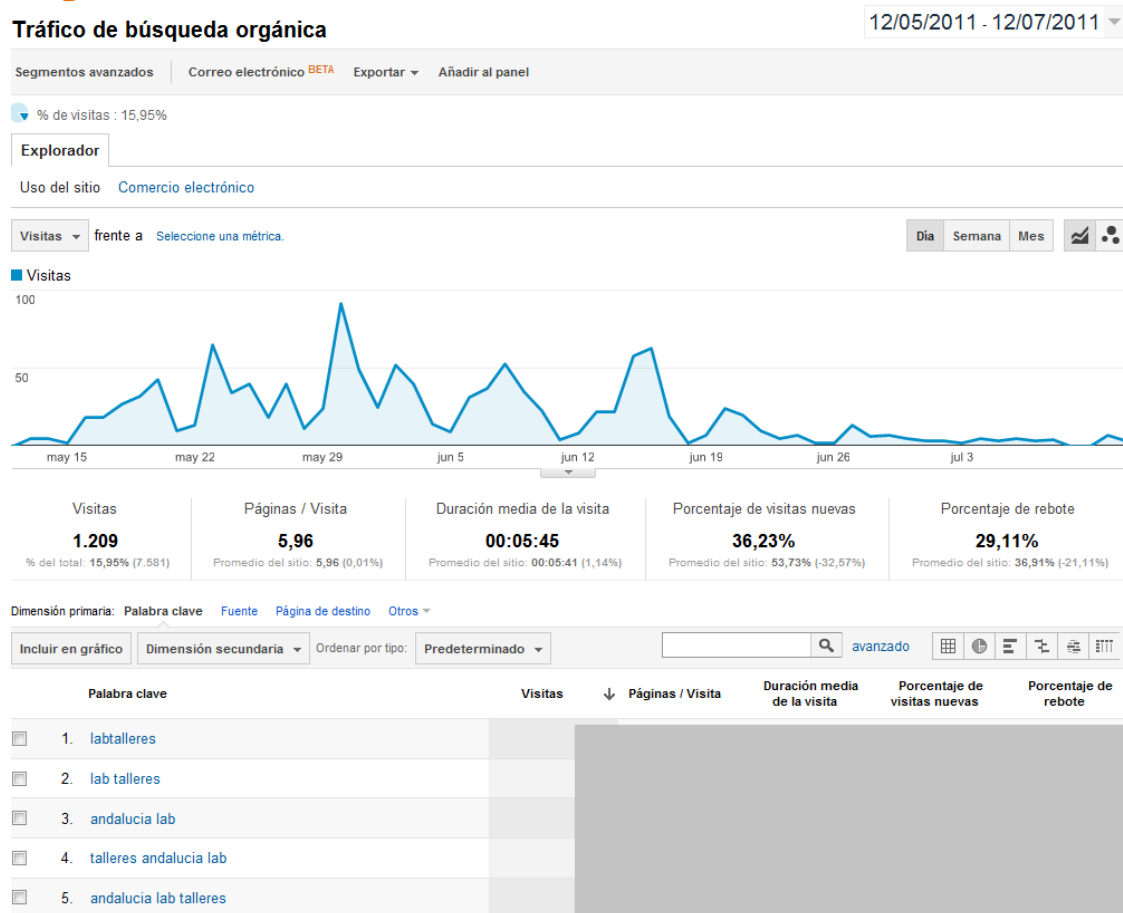 Tráfico de búsqueda orgánica
12/05/2011 - 12/07/2011
Segmentos avanzados Correo electrónico BETA Exportar Añadir al panel
% de visitas : 15,95%
Explorador
Uso del sitio Comercio electrónico
Visitas frente a Seleccione una métrica. Día Semana Mes
Visitas
100
50
may 15 may 22 may 29 jun 5 jun 12 jun 19 jun 26 jul 3
Visitas Páginas / Visita Duración media de la visita Porcentaje de visitas nuevas Porcentaje de rebote
1.209 5,96 00:05:45 36,23% 29,11%
% del total: 15,95% (7.581) Promedio del sitio: 5,96 (0,01%) Promedio del sitio: 00:05:41 (1,14%) Promedio del sitio: 53,73% (-32,57%) Promedio del sitio: 36,91% (-21,11%)
Dimensión primaria: Palabra clave Fuente Página de destino Otros
Incluir en gráfico Dimensión secundaria Ordenar por tipo: Predeterminado avanzado
Palabra clave Visitas Páginas / Visita Duración media de la visita Porcentaje de visitas nuevas Porcentaje de rebote
1. labtalleres
2. lab talleres
3. andalucia lab
4. talleres andalucia lab
5. andalucia lab talleres